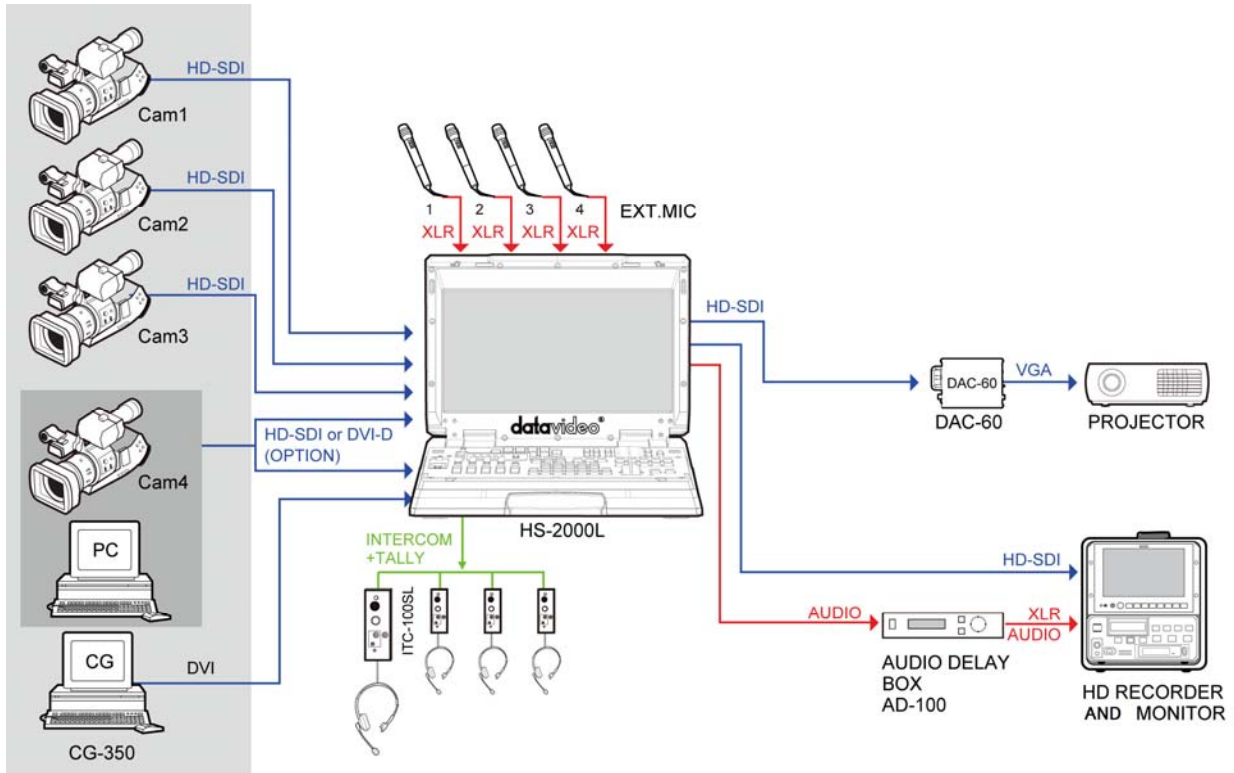 HD-SDI
Cam1
HD-SDI
Cam2
HD-SDI
Cam3
HD-SDI or DVI-D
(OPTION)
Cam4
PC
CG
DVI
CG-350
1 2 3 4 EXT.MIC
XLR XLR XLR XLR
datavideo®
HS-2000L
INTERCOM
+TALLY
ITC-100SL
HD-SDI
DAC-60
DAC-60
VGA
PROJECTOR
HD-SDI
AUDIO
AUDIO DELAY
BOX
AD-100
XLR
AUDIO
HD RECORDER
AND MONITOR